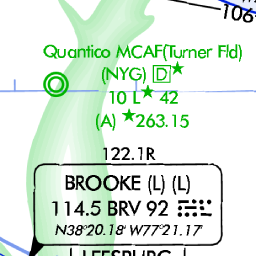 106
Quantico MCAF(Turner Fld)
(NYG) D★
10 L★ 42
(A) ★263.15
122.1R
BROOKE (L) (L)
114.5 BRV 92
N38°20.18' W77°21.17'
LEESBURG